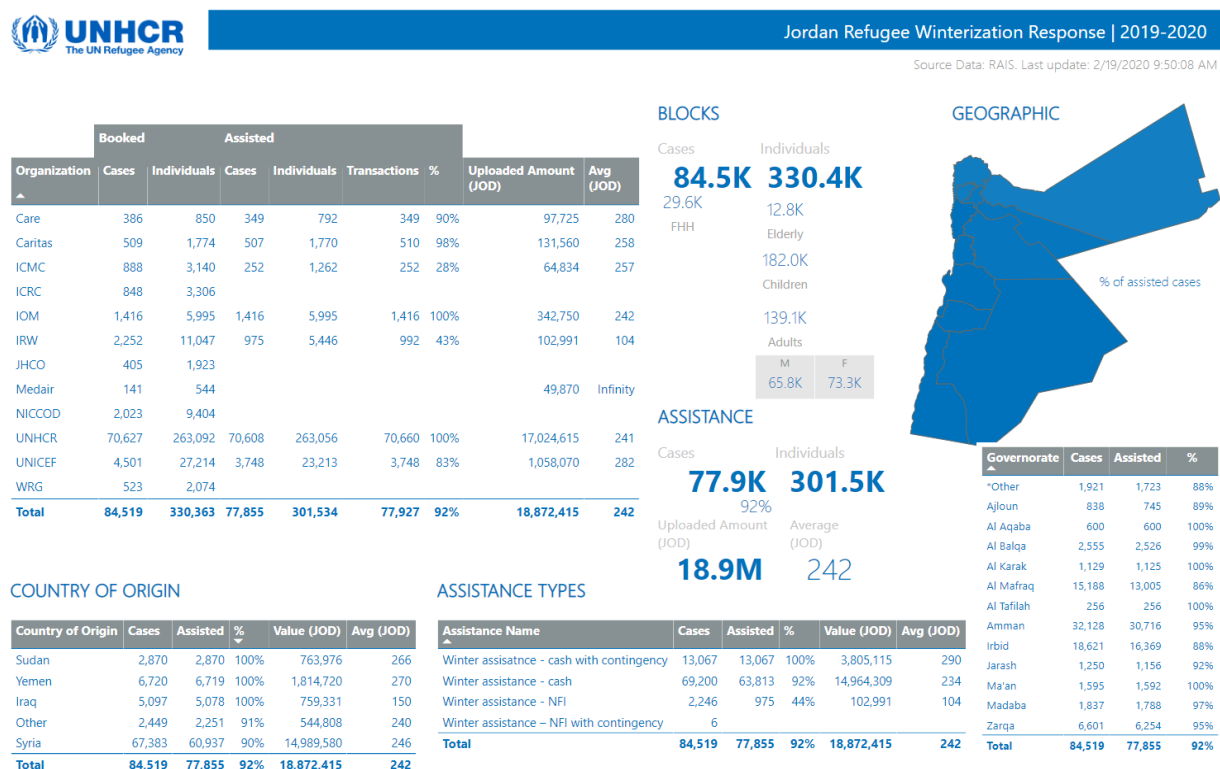 UNHCR
The UN Refugee Agency
Jordan Refugee Winterization Response | 2019-2020
Source Data: RAIS. Last update: 2/19/2020 9:50:08 AM
Booked Assisted
Organization Cases Individuals Cases Individuals Transactions % Uploaded Amount (JOD) Avg (JOD)
Care 386 850 349 792 349 90% 97,725 280
Caritas 509 1,774 507 1,770 510 98% 131,560 258
ICMC 888 3,140 252 1,262 252 28% 64,834 257
ICRC 848 3,306
IOM 1,416 5,995 1,416 5,995 1,416 100% 342,750 242
IRW 2,252 11,047 975 5,446 992 43% 102,991 104
JHCO 405 1,923
Medair 141 544 49,870 Infinity
NICCOD 2,023 9,404
UNHCR 70,627 263,092 70,608 263,056 70,660 100% 17,024,615 241
UNICEF 4,501 27,214 3,748 23,213 3,748 83% 1,058,070 282
WRG 523 2,074
Total 84,519 330,363 77,855 301,534 77,927 92% 18,872,415 242
BLOCKS
Cases Individuals
84.5K 330.4K
29.6K 12.8K
FHH Elderly
182.0K
Children
139.1K
Adults
M F
65.8K 73.3K
ASSISTANCE
Cases Individuals
77.9K 301.5K
92%
Uploaded Amount (JOD) Average (JOD)
18.9M 242
GEOGRAPHIC
% of assisted cases
Governorate Cases Assisted %
*Other 1,921 1,723 88%
Ajloun 838 745 89%
Al Aqaba 600 600 100%
Al Balqa 2,555 2,526 99%
Al Karak 1,129 1,125 100%
Al Mafraq 15,188 13,005 86%
Al Tafilah 256 256 100%
Amman 32,128 30,716 95%
Irbid 18,621 16,369 88%
Jarash 1,250 1,156 92%
Ma'an 1,595 1,592 100%
Madaba 1,837 1,788 97%
Zarqa 6,601 6,254 95%
Total 84,519 77,855 92%
COUNTRY OF ORIGIN
Country of Origin Cases Assisted % Value (JOD) Avg (JOD)
Sudan 2,870 2,870 100% 763,976 266
Yemen 6,720 6,719 100% 1,814,720 270
Iraq 5,097 5,078 100% 759,331 150
Other 2,449 2,251 91% 544,808 240
Syria 67,383 60,937 90% 14,989,580 246
Total 84,519 77,855 92% 18,872,415 242
ASSISTANCE TYPES
Assistance Name Cases Assisted % Value (JOD) Avg (JOD)
Winter assisatnce - cash with contingency 13,067 13,067 100% 3,805,115 290
Winter assistance - cash 69,200 63,813 92% 14,964,309 234
Winter assistance - NFI 2,246 975 44% 102,991 104
Winter assistance – NFI with contingency 6
Total 84,519 77,855 92% 18,872,415 242